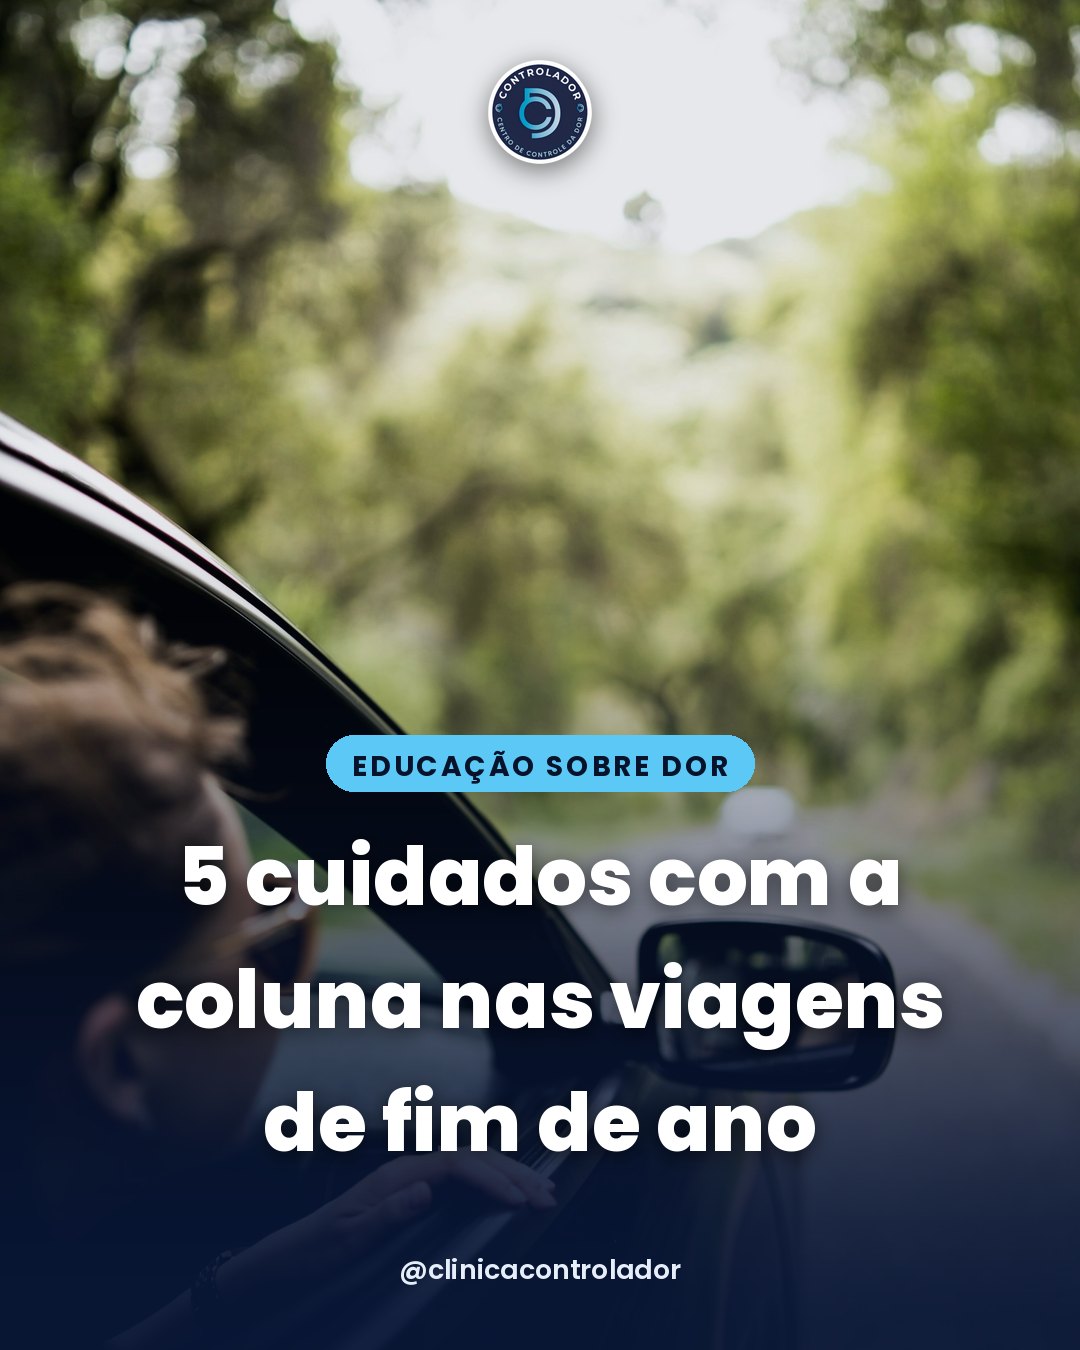 CONTROLADOR
CENTRO DE CONTROLE DA DOR
EDUCAÇÃO SOBRE DOR
5 cuidados com a
coluna nas viagens
de fim de ano
@clinicacontrolador